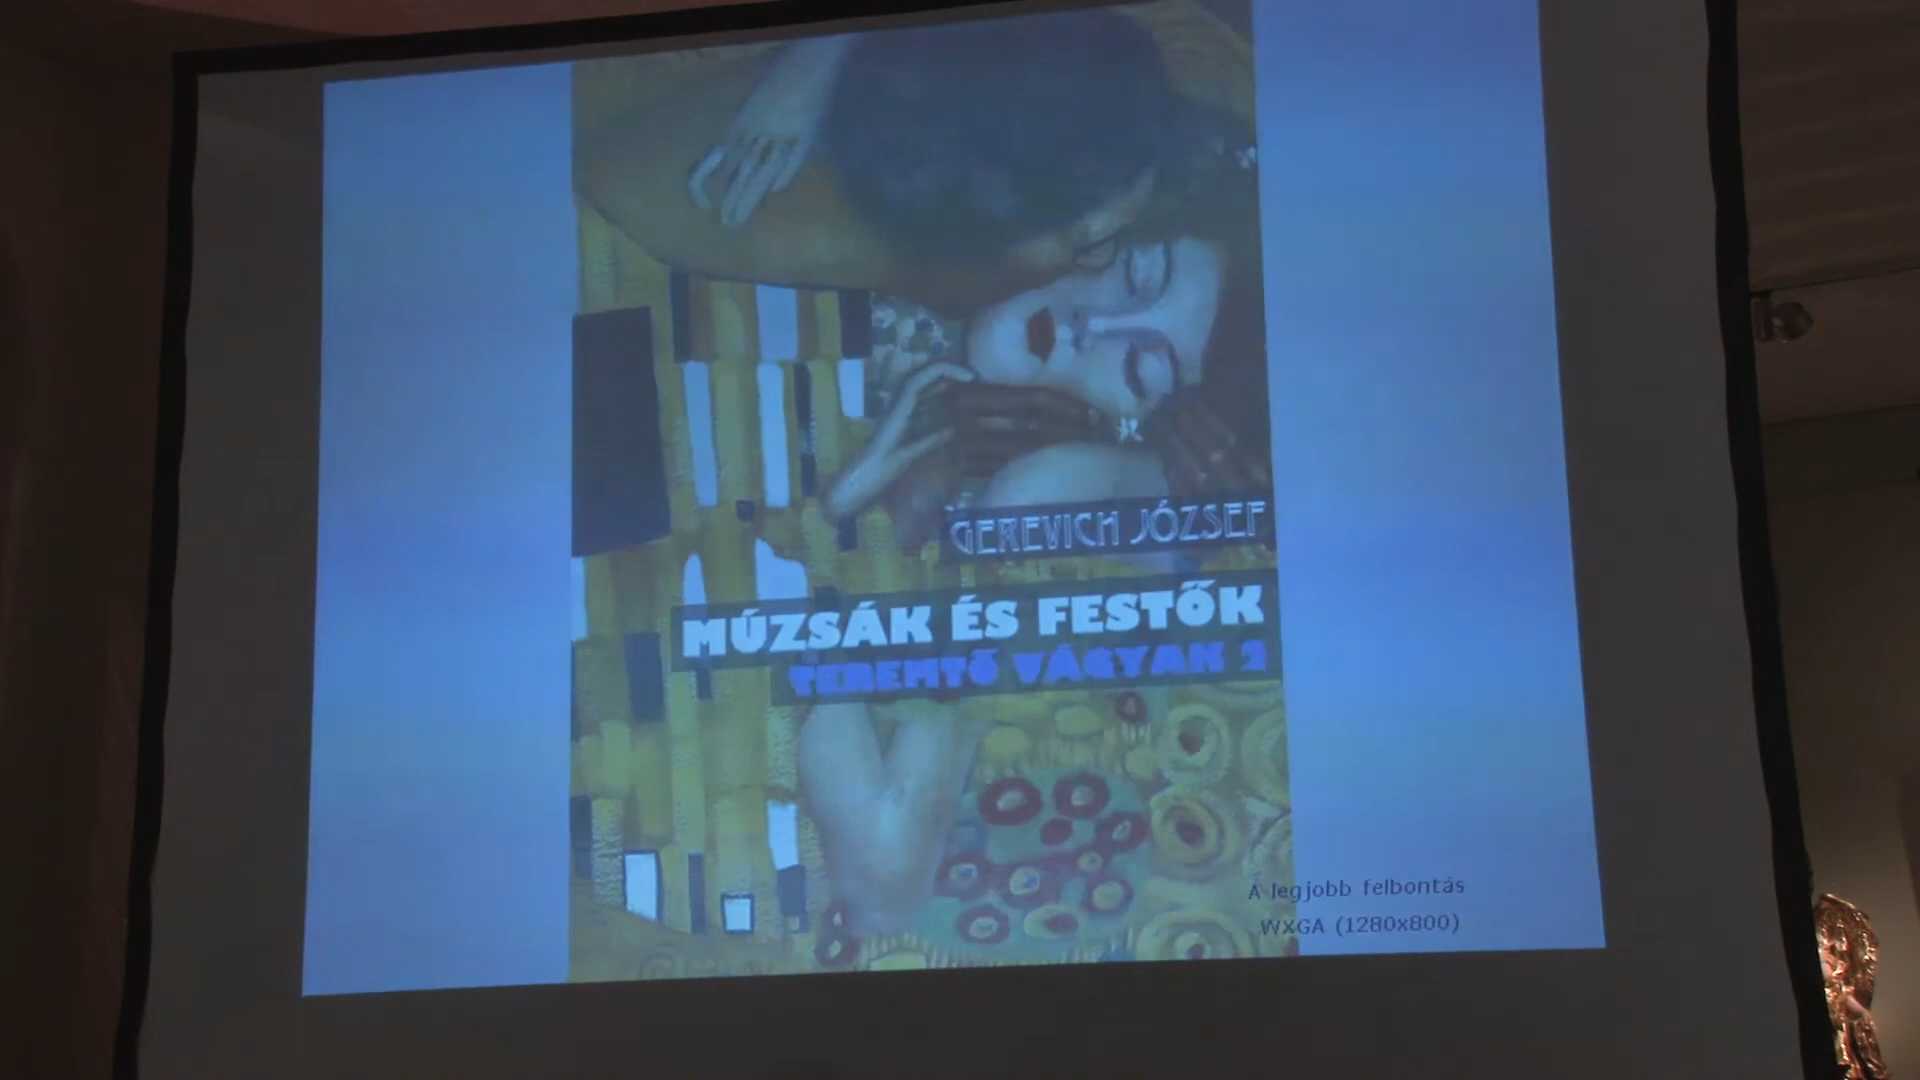 GEREVICH JÓZSEF
MÚZSÁK ÉS FESTŐK
TEREMTŐ VÁGYAK 2
A legjobb felbontás
WXGA (1280x800)